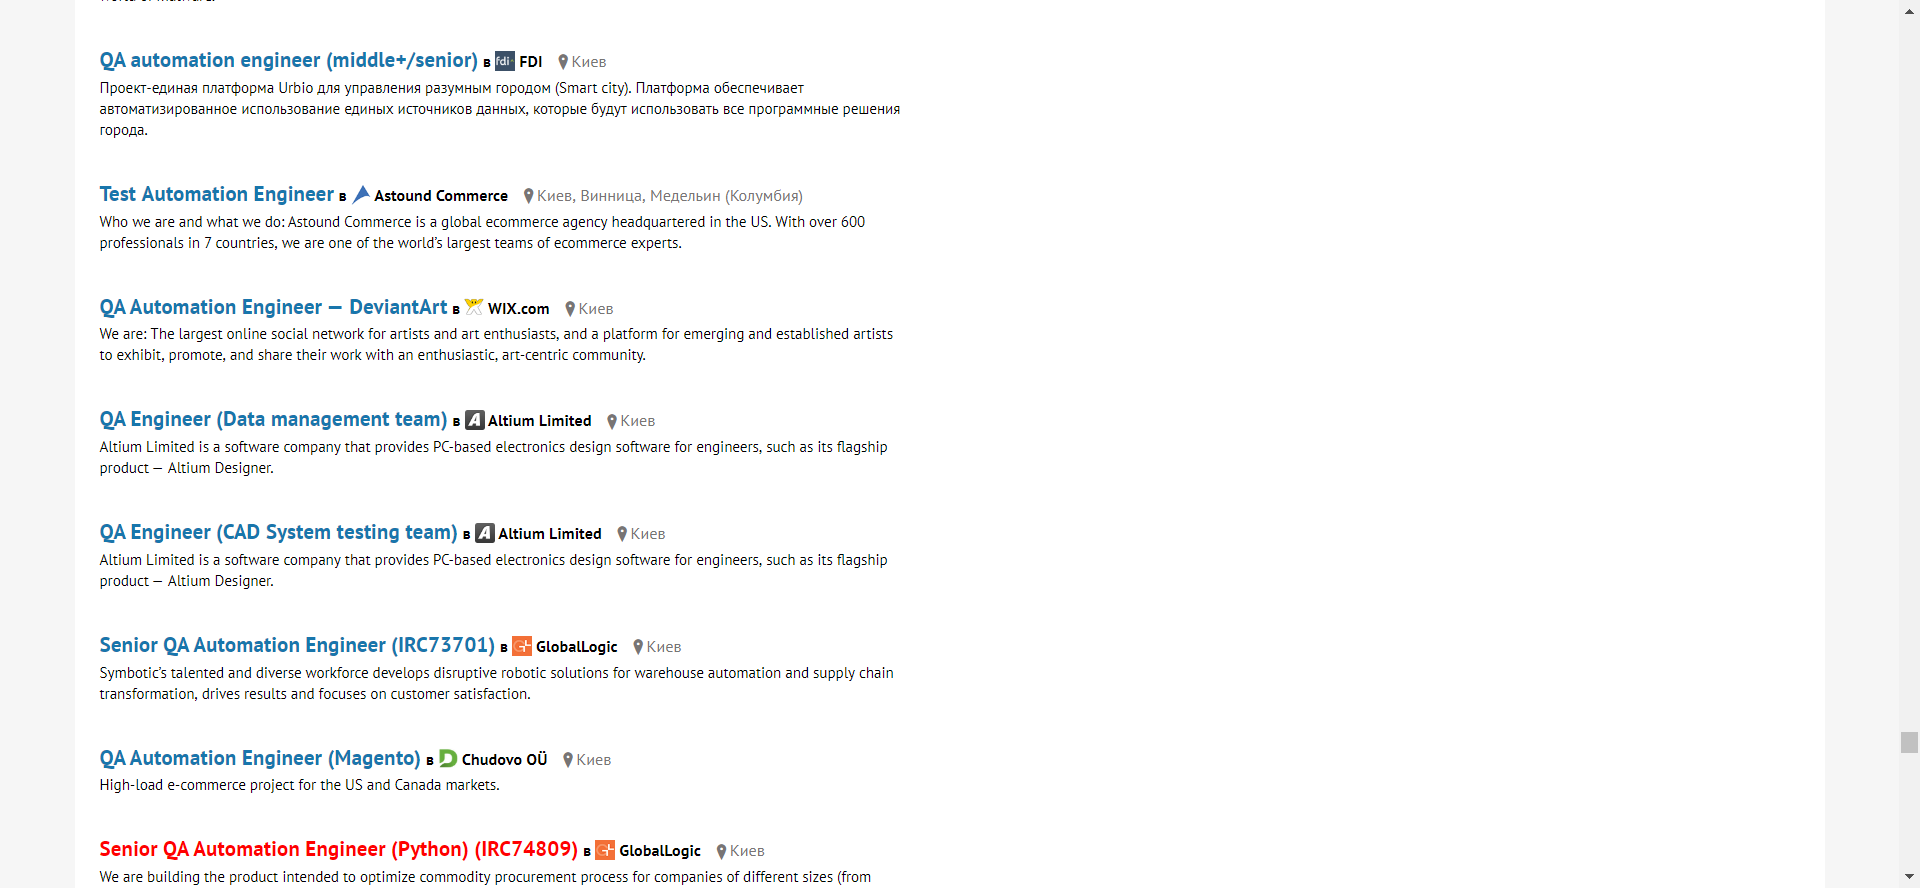 QA automation engineer (middle+/senior) в fdi FDI Киев
Проект-единая платформа Urbio для управления разумным городом (Smart city). Платформа обеспечивает
автоматизированное использование единых источников данных, которые будут использовать все программные решения
города.
Test Automation Engineer в Astound Commerce Киев, Винница, Медельин (Колумбия)
Who we are and what we do: Astound Commerce is a global ecommerce agency headquartered in the US. With over 600
professionals in 7 countries, we are one of the world’s largest teams of ecommerce experts.
QA Automation Engineer — DeviantArt в WIX.com Киев
We are: The largest online social network for artists and art enthusiasts, and a platform for emerging and established artists
to exhibit, promote, and share their work with an enthusiastic, art-centric community.
QA Engineer (Data management team) в Altium Limited Киев
Altium Limited is a software company that provides PC-based electronics design software for engineers, such as its flagship
product — Altium Designer.
QA Engineer (CAD System testing team) в Altium Limited Киев
Altium Limited is a software company that provides PC-based electronics design software for engineers, such as its flagship
product — Altium Designer.
Senior QA Automation Engineer (IRC73701) в GlobalLogic Киев
Symbotic’s talented and diverse workforce develops disruptive robotic solutions for warehouse automation and supply chain
transformation, drives results and focuses on customer satisfaction.
QA Automation Engineer (Magento) в Chudovo OÜ Киев
High-load e-commerce project for the US and Canada markets.
Senior QA Automation Engineer (Python) (IRC74809) в GlobalLogic Киев
We are building the product intended to optimize commodity procurement process for companies of different sizes (from